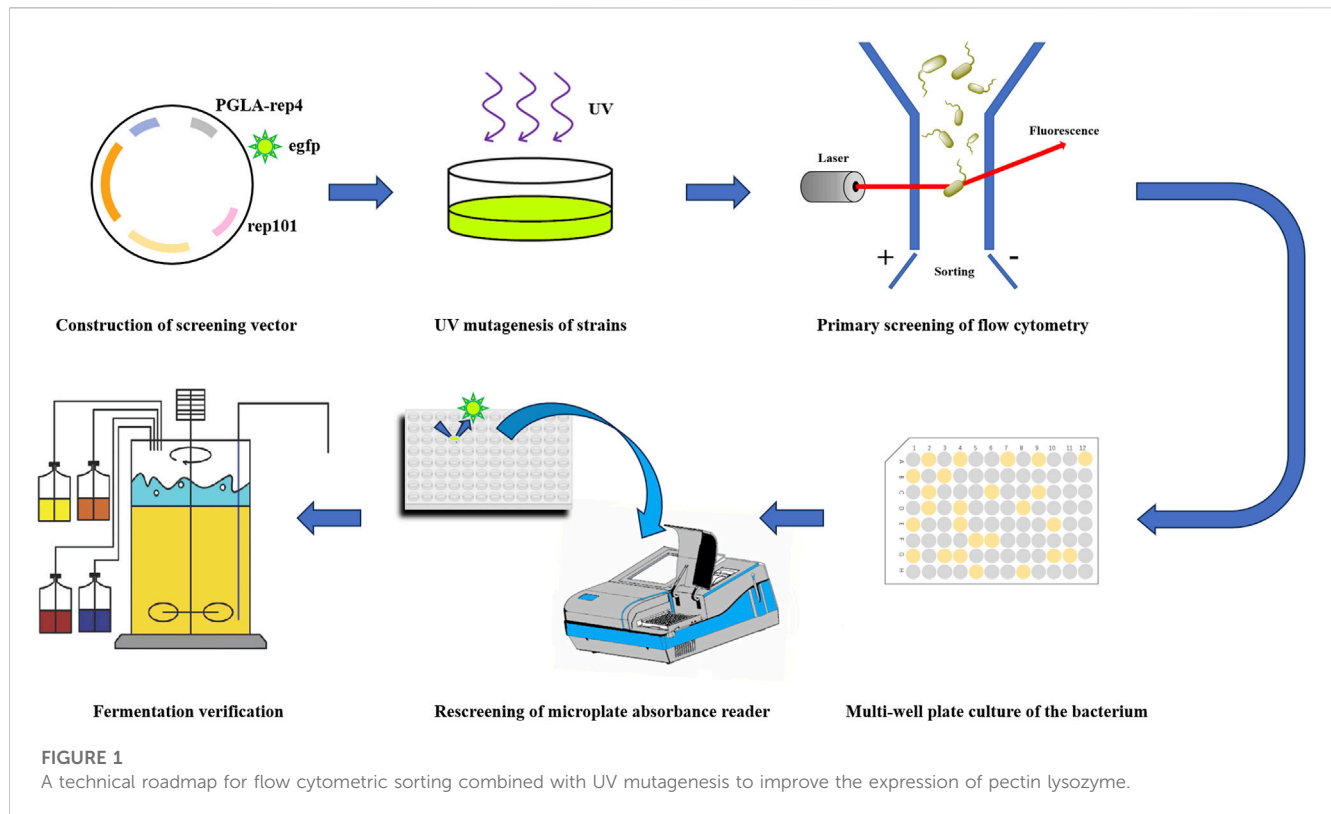 PGLA-rep4
egfp
rep101
Construction of screening vector
UV
UV mutagenesis of strains
Laser
Fluorescence
+
-
Sorting
Primary screening of flow cytometry
1 2 3 4 5 6 7 8 9 10 11 12
A
B
C
D
E
F
G
H
Fermentation verification
Rescreening of microplate absorbance reader
Multi-well plate culture of the bacterium
FIGURE 1
A technical roadmap for flow cytometric sorting combined with UV mutagenesis to improve the expression of pectin lysozyme.